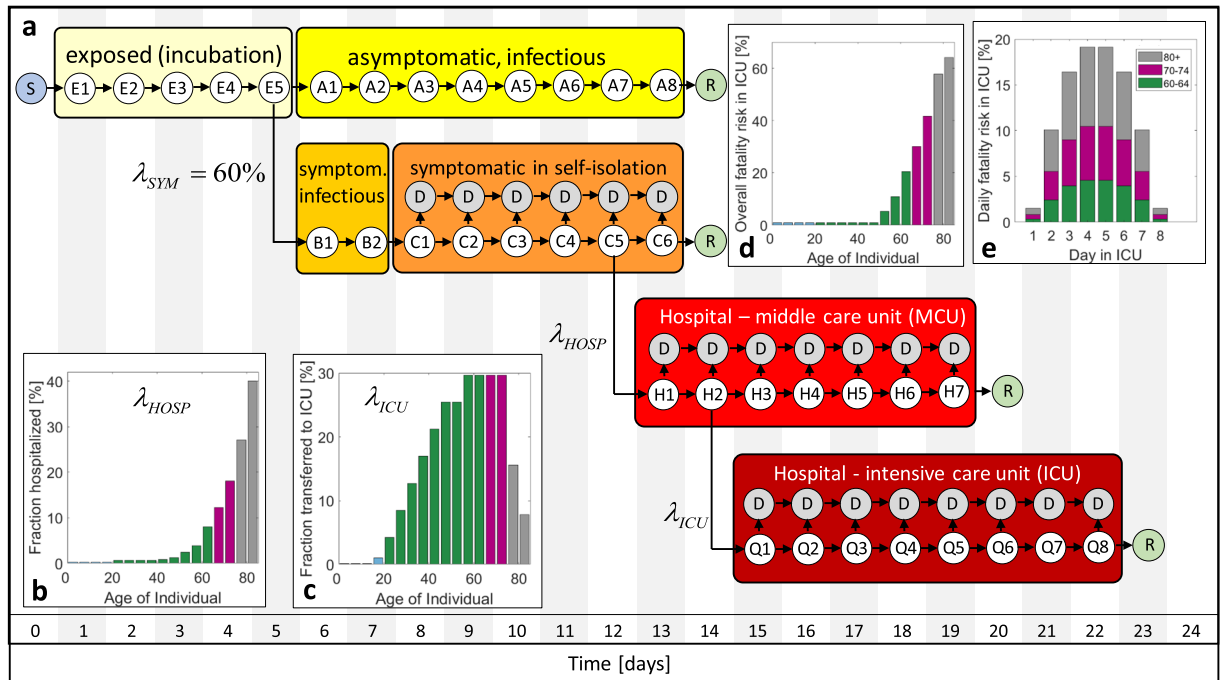 a
exposed (incubation)
asymptomatic, infectious
S E1 E2 E3 E4 E5 A1 A2 A3 A4 A5 A6 A7 A8 R
λSYM = 60%
symptom.
infectious
symptomatic in self-isolation
D D D D D D
B1 B2 C1 C2 C3 C4 C5 C6 R
Overall fatality risk in ICU [%]
60
40
20
0
0 20 40 60 80
Age of Individual
d
Daily fatality risk in ICU [%]
20
15
10
5
0
80+
70-74
60-64
1 2 3 4 5 6 7 8
Day in ICU
e
λHOSP
Hospital – middle care unit (MCU)
D D D D D D D
H1 H2 H3 H4 H5 H6 H7 R
Fraction hospitalized [%]
40
30
20
10
0
λHOSP
0 20 40 60 80
Age of Individual
b
Fraction transferred to ICU [%]
30
25
20
15
10
5
0
λICU
0 20 40 60 80
Age of Individual
c
λICU
Hospital - intensive care unit (ICU)
D D D D D D D D
Q1 Q2 Q3 Q4 Q5 Q6 Q7 Q8 R
0 1 2 3 4 5 6 7 8 9 10 11 12 13 14 15 16 17 18 19 20 21 22 23 24
Time [days]